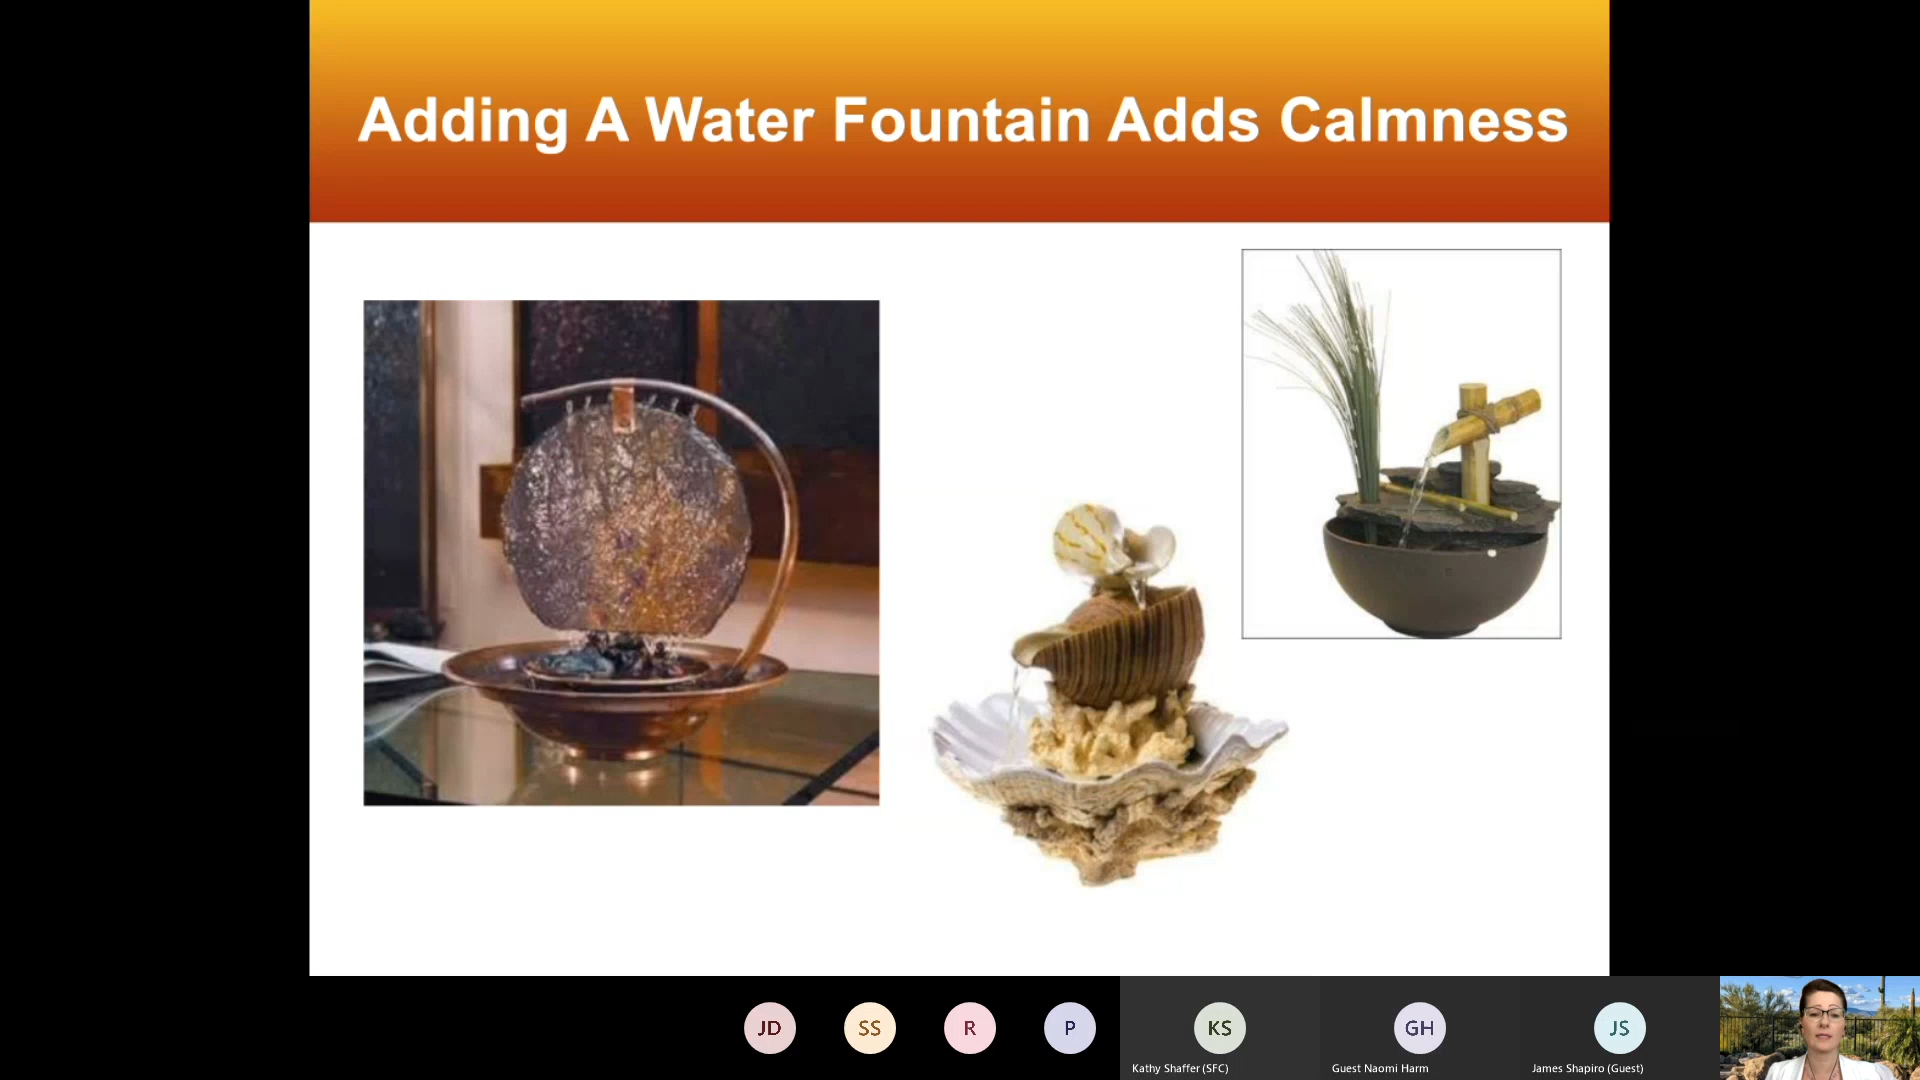 Adding A Water Fountain Adds Calmness
JD
SS
R
P
KS
GH
JS
Kathy Shaffer (SFC)
Guest Naomi Harm
James Shapiro (Guest)